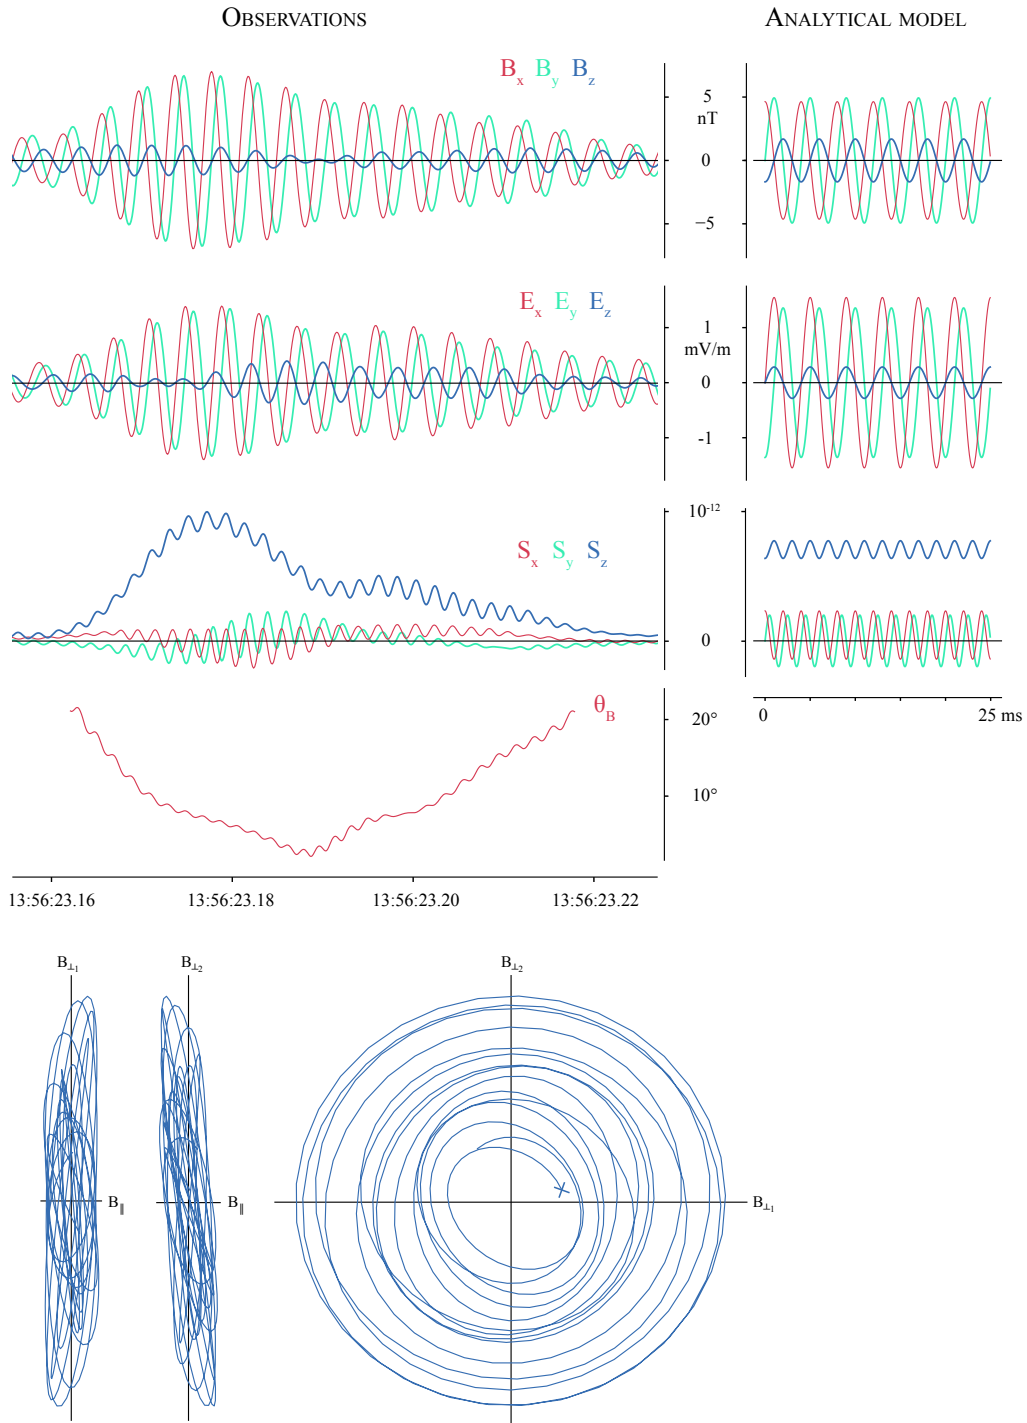 OBSERVATIONS
ANALYTICAL MODEL
Bx By Bz
5
nT
0
−5
Ex Ey Ez
1
mV/m
0
-1
10-12
Sx Sy Sz
0
θB
20°
10°
0
25 ms
13:56:23.16
13:56:23.18
13:56:23.20
13:56:23.22
B⊥1
B⊥2
B⊥2
B∥
B∥
B⊥1